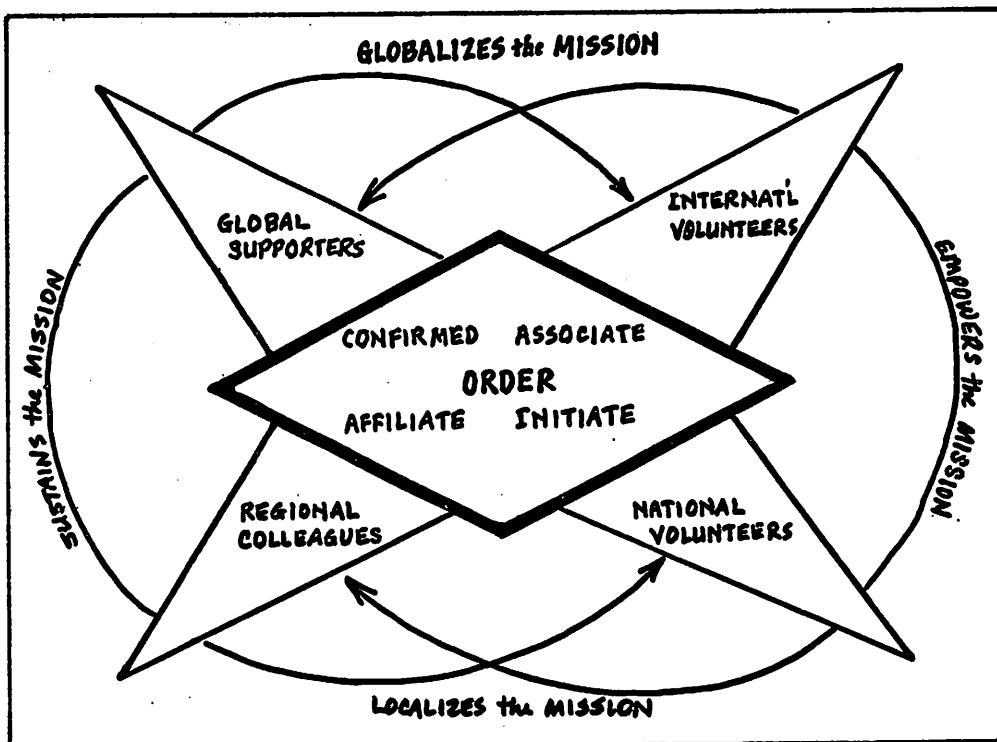 GLOBALIZES the MISSION
GLOBAL
SUPPORTERS
INTERNAT'L
VOLUNTEERS
SUSTAINS the MISSION
EMPOWERS the MISSION
CONFIRMED ASSOCIATE
ORDER
AFFILIATE INITIATE
REGIONAL
COLLEAGUES
NATIONAL
VOLUNTEERS
LOCALIZES the MISSION